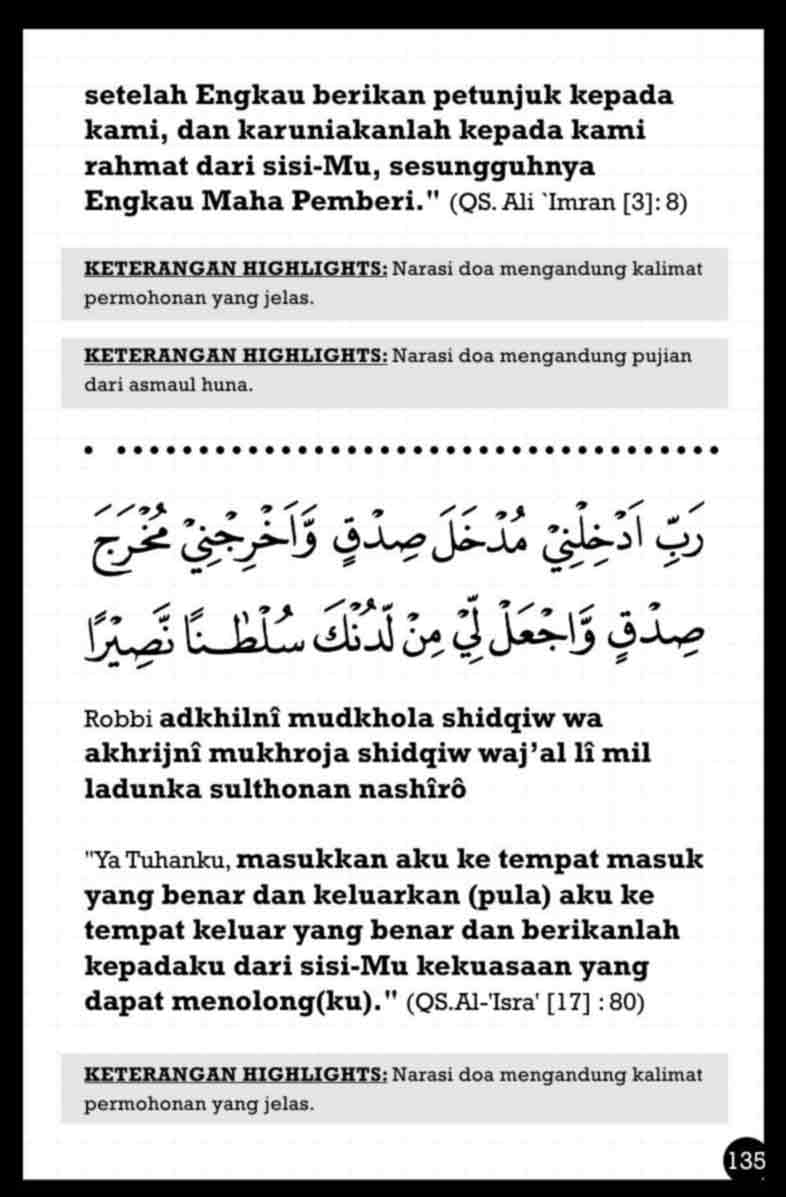 setelah Engkau berikan petunjuk kepada
kami, dan karuniakanlah kepada kami
rahmat dari sisi-Mu, sesungguhnya
Engkau Maha Pemberi." (QS. Ali `Imran [3]: 8)
KETERANGAN HIGHLIGHTS: Narasi doa mengandung kalimat
permohonan yang jelas.
KETERANGAN HIGHLIGHTS: Narasi doa mengandung pujian
dari asmaul husna.
رَبِّ اَدْخِلْنِيْ مُدْخَلَ صِدْقٍ وَّاَخْرِجْنِيْ مُخْرَجَ
صِدْقٍ وَّاجْعَلْ لِّيْ مِنْ لَّدُنْكَ سُلْطٰنًا نَّصِيْرًا
Robbi adkhilnî mudkhola shidqiw wa
akhrijnî mukhroja shidqiw waj’al lî mil
ladunka sulthonan nashîrô
"Ya Tuhanku, masukkan aku ke tempat masuk
yang benar dan keluarkan (pula) aku ke
tempat keluar yang benar dan berikanlah
kepadaku dari sisi-Mu kekuasaan yang
dapat menolong(ku)." (QS.Al-'Isra' [17] : 80)
KETERANGAN HIGHLIGHTS: Narasi doa mengandung kalimat
permohonan yang jelas.
135